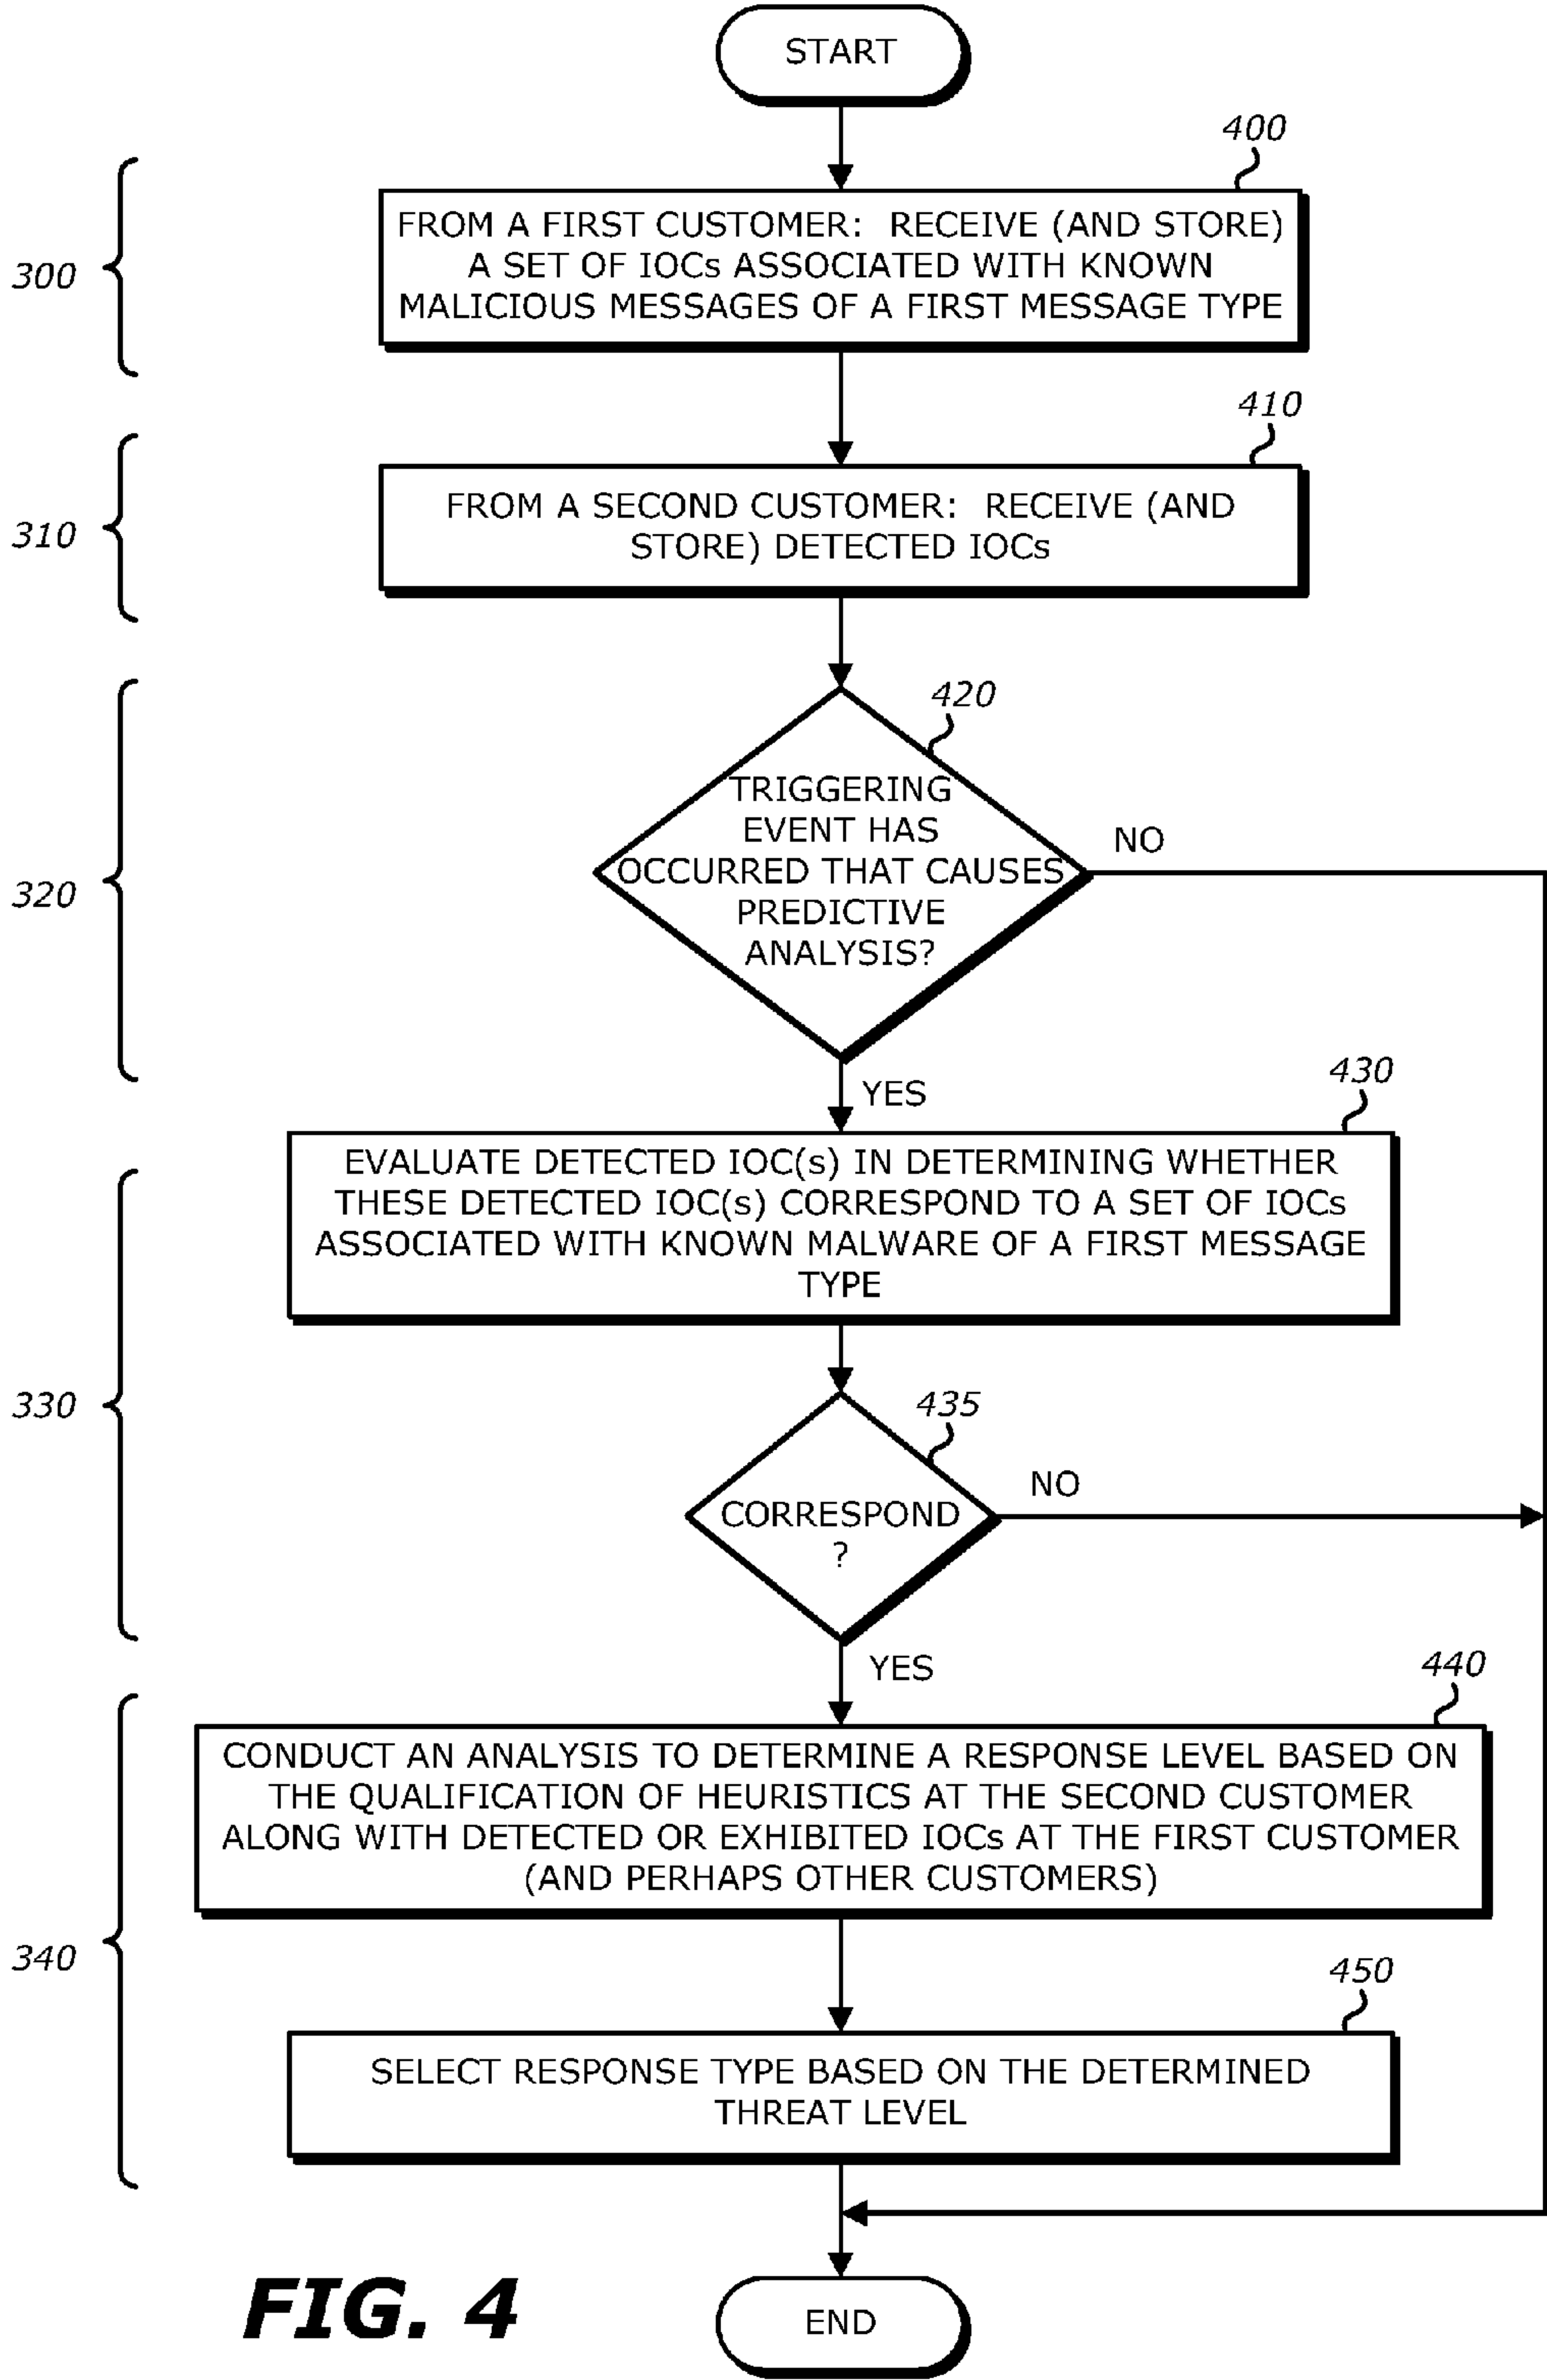 START
400
300
FROM A FIRST CUSTOMER: RECEIVE (AND STORE)
A SET OF IOCs ASSOCIATED WITH KNOWN
MALICIOUS MESSAGES OF A FIRST MESSAGE TYPE
410
310
FROM A SECOND CUSTOMER: RECEIVE (AND
STORE) DETECTED IOCs
420
320
TRIGGERING
EVENT HAS
OCCURRED THAT CAUSES
PREDICTIVE
ANALYSIS?
NO
YES
430
330
EVALUATE DETECTED IOC(s) IN DETERMINING WHETHER
THESE DETECTED IOC(s) CORRESPOND TO A SET OF IOCs
ASSOCIATED WITH KNOWN MALWARE OF A FIRST MESSAGE
TYPE
435
CORRESPOND
?
NO
YES
440
340
CONDUCT AN ANALYSIS TO DETERMINE A RESPONSE LEVEL BASED ON
THE QUALIFICATION OF HEURISTICS AT THE SECOND CUSTOMER
ALONG WITH DETECTED OR EXHIBITED IOCs AT THE FIRST CUSTOMER
(AND PERHAPS OTHER CUSTOMERS)
450
SELECT RESPONSE TYPE BASED ON THE DETERMINED
THREAT LEVEL
FIG. 4
END